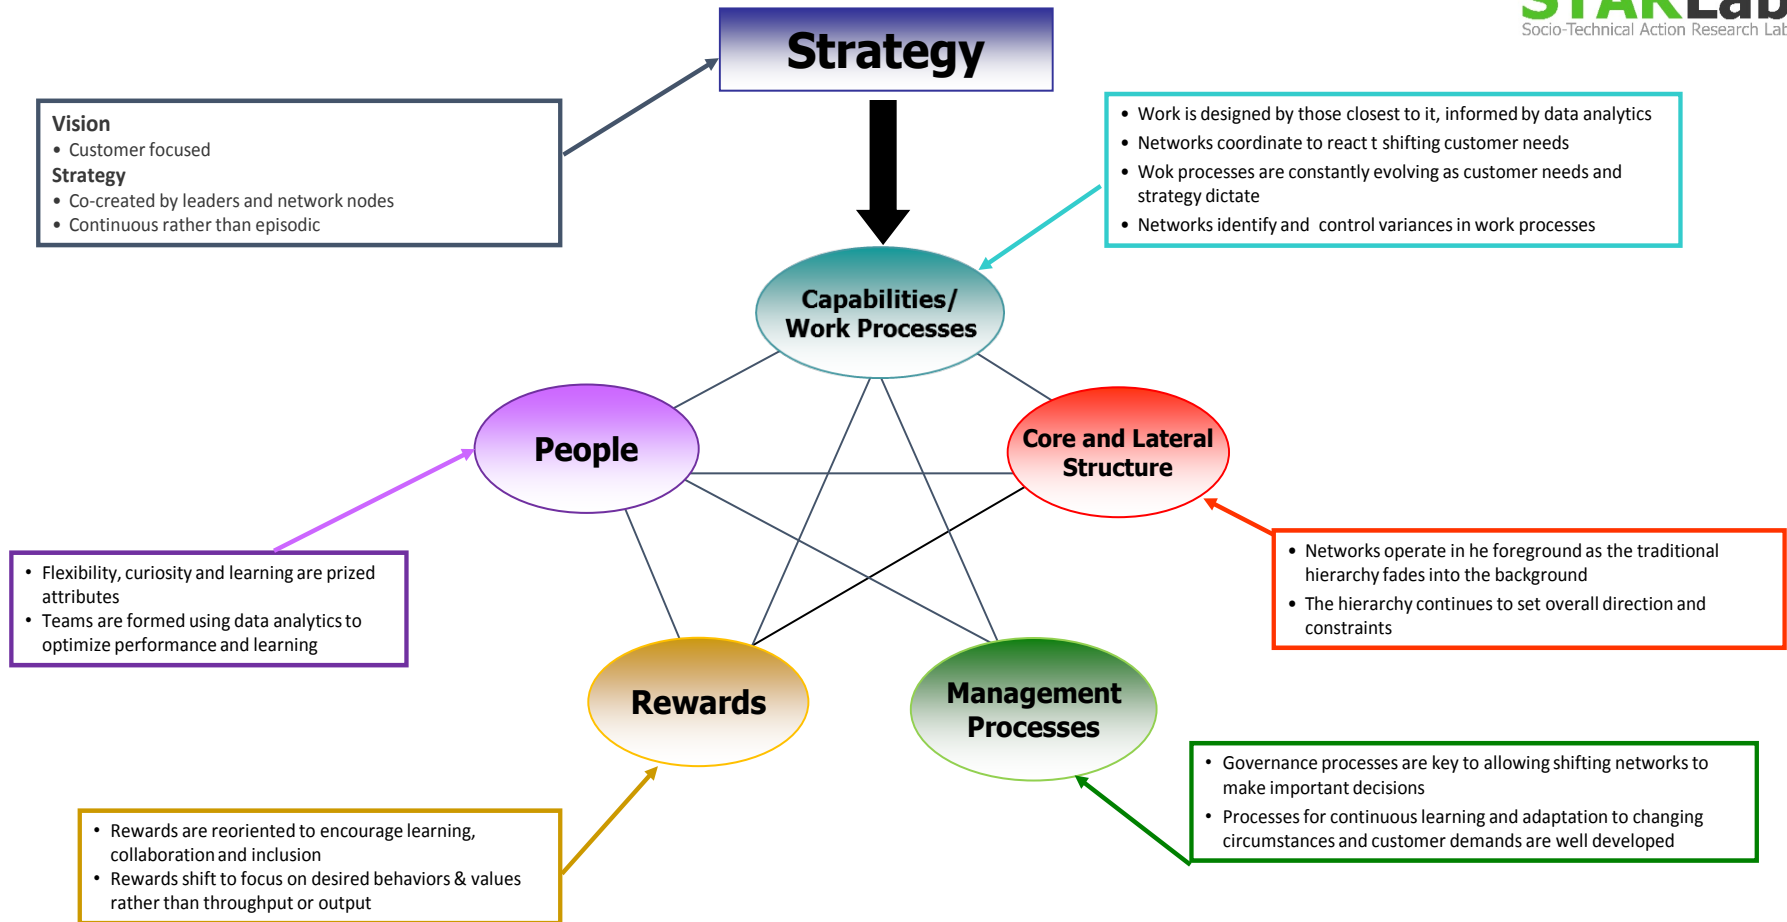 STARLab
Socio-Technical Action Research Lab
Strategy
Vision
• Customer focused
Strategy
• Co-created by leaders and network nodes
• Continuous rather than episodic
• Work is designed by those closest to it, informed by data analytics
• Networks coordinate to react t shifting customer needs
• Wok processes are constantly evolving as customer needs and
strategy dictate
• Networks identify and control variances in work processes
Capabilities/
Work Processes
People
Core and Lateral
Structure
• Flexibility, curiosity and learning are prized
attributes
• Teams are formed using data analytics to
optimize performance and learning
• Networks operate in he foreground as the traditional
hierarchy fades into the background
• The hierarchy continues to set overall direction and
constraints
Rewards
Management
Processes
• Rewards are reoriented to encourage learning,
collaboration and inclusion
• Rewards shift to focus on desired behaviors & values
rather than throughput or output
• Governance processes are key to allowing shifting networks to
make important decisions
• Processes for continuous learning and adaptation to changing
circumstances and customer demands are well developed